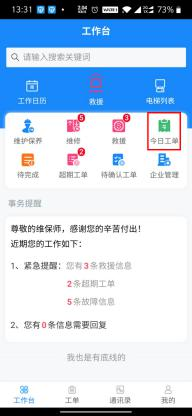 13:31
73%
工作台
请输入搜索关键词
工作日历
救援
电梯列表
维护保养
5
维修
3
救援
今日工单
待完成
2
超期工单
待确认工单
企业管理
事务提醒
尊敬的维保师，感谢您的辛苦付出！
近期您的工作如下：
1、紧急提醒：您有3条救援信息
2条超期工单
5条故障信息
2、您有0条信息需要回复
我也是有底线的
工作台
工单
通讯录
我的